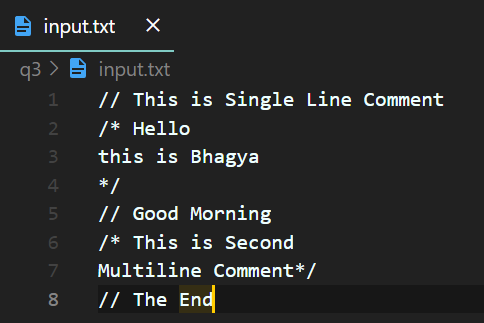 input.txt ×
q3 > input.txt
1 // This is Single Line Comment
2 /* Hello
3 this is Bhagya
4 */
5 // Good Morning
6 /* This is Second
7 Multiline Comment*/
8 // The End